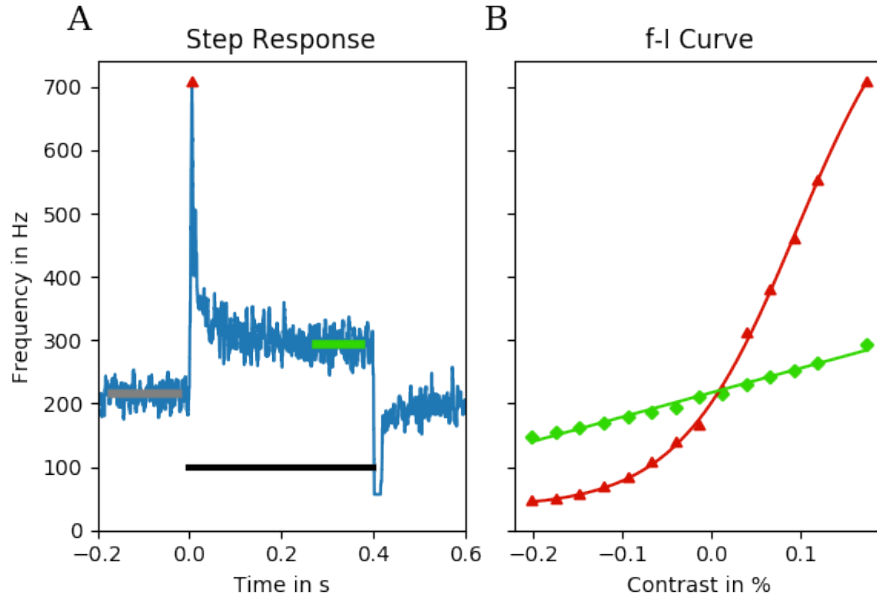 A
Step Response
Frequency in Hz
700
600
500
400
300
200
100
0
−0.2
0.0
0.2
0.4
0.6
Time in s
B
f-I Curve
−0.2
−0.1
0.0
0.1
Contrast in %